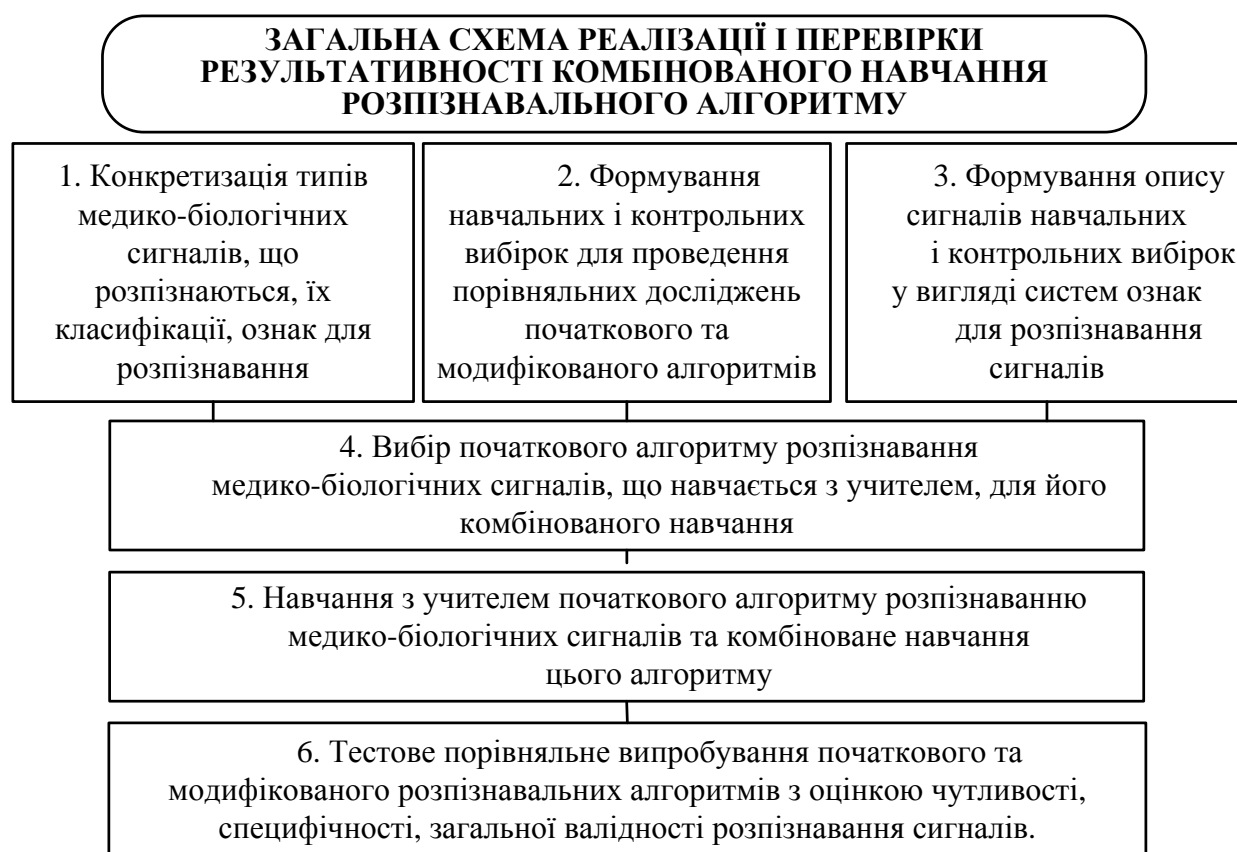 ЗАГАЛЬНА СХЕМА РЕАЛІЗАЦІЇ І ПЕРЕВІРКИ
РЕЗУЛЬТАТИВНОСТІ КОМБІНОВАНОГО НАВЧАННЯ
РОЗПІЗНАВАЛЬНОГО АЛГОРИТМУ
1. Конкретизація типів
медико-біологічних
сигналів, що
розпізнаються, їх
класифікації, ознак для
розпізнавання
2. Формування
навчальних і контрольних
вибірок для проведення
порівняльних досліджень
початкового та
модифікованого алгоритмів
3. Формування опису
сигналів навчальних
і контрольних вибірок
у вигляді систем ознак
для розпізнавання
сигналів
4. Вибір початкового алгоритму розпізнавання
медико-біологічних сигналів, що навчається з учителем, для його
комбінованого навчання
5. Навчання з учителем початкового алгоритму розпізнаванню
медико-біологічних сигналів та комбіноване навчання
цього алгоритму
6. Тестове порівняльне випробування початкового та
модифікованого розпізнавальних алгоритмів з оцінкою чутливості,
специфічності, загальної валідності розпізнавання сигналів.